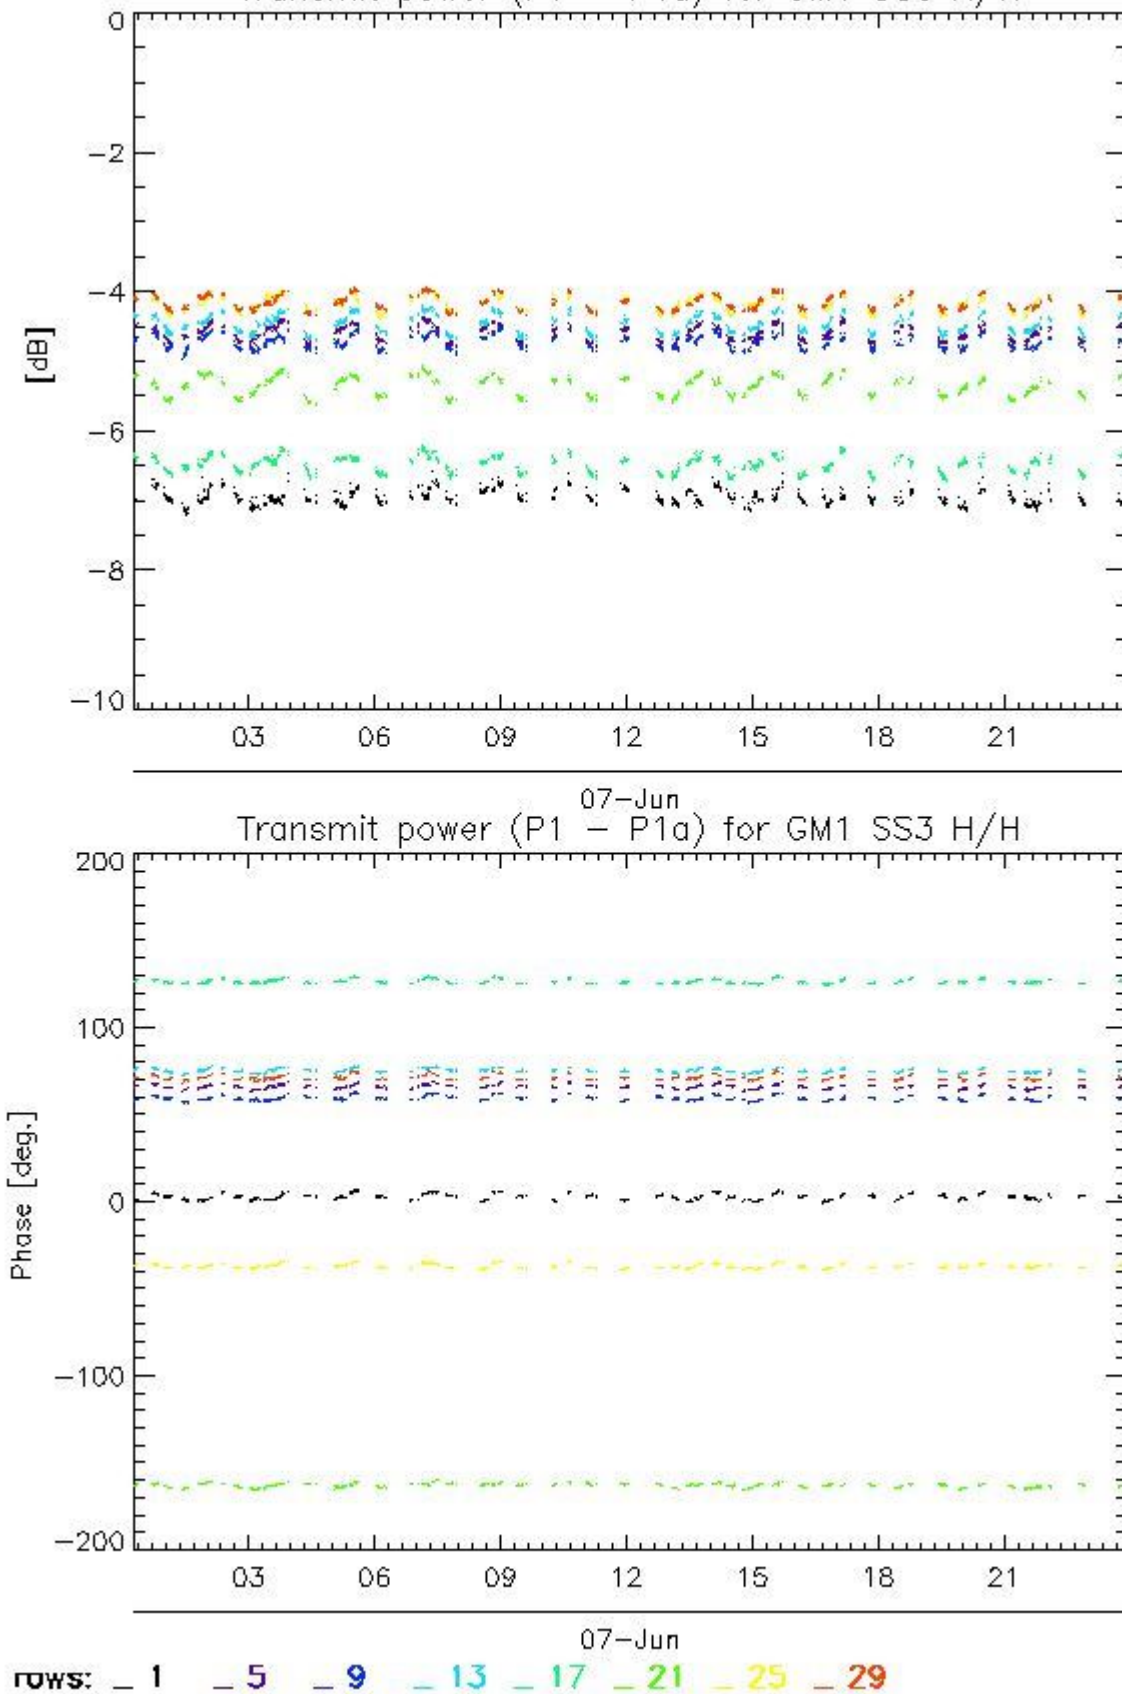 0
-2
-4
[dB]
-6
-8
-10
03 06 09 12 15 18 21
07-Jun
Transmit power (P1 - P1a) for GM1 SS3 H/H
200
100
Phase [deg.]
0
-100
-200
03 06 09 12 15 18 21
07-Jun
rows: _ 1 _ 5 _ 9 _ 13 _ 17 _ 21 _ 25 _ 29